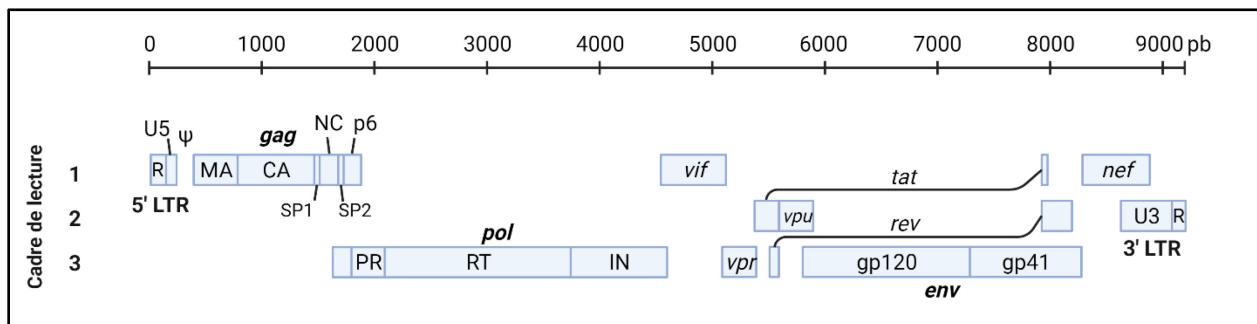 0 1000 2000 3000 4000 5000 6000 7000 8000 9000 pb
Cadre de lecture
U5 ψ gag NC p6
1 R MA CA vif tat nef
5' LTR SP1 SP2
2 vpu rev U3 R
pol 3' LTR
3 PR RT IN vpr gp120 gp41
env